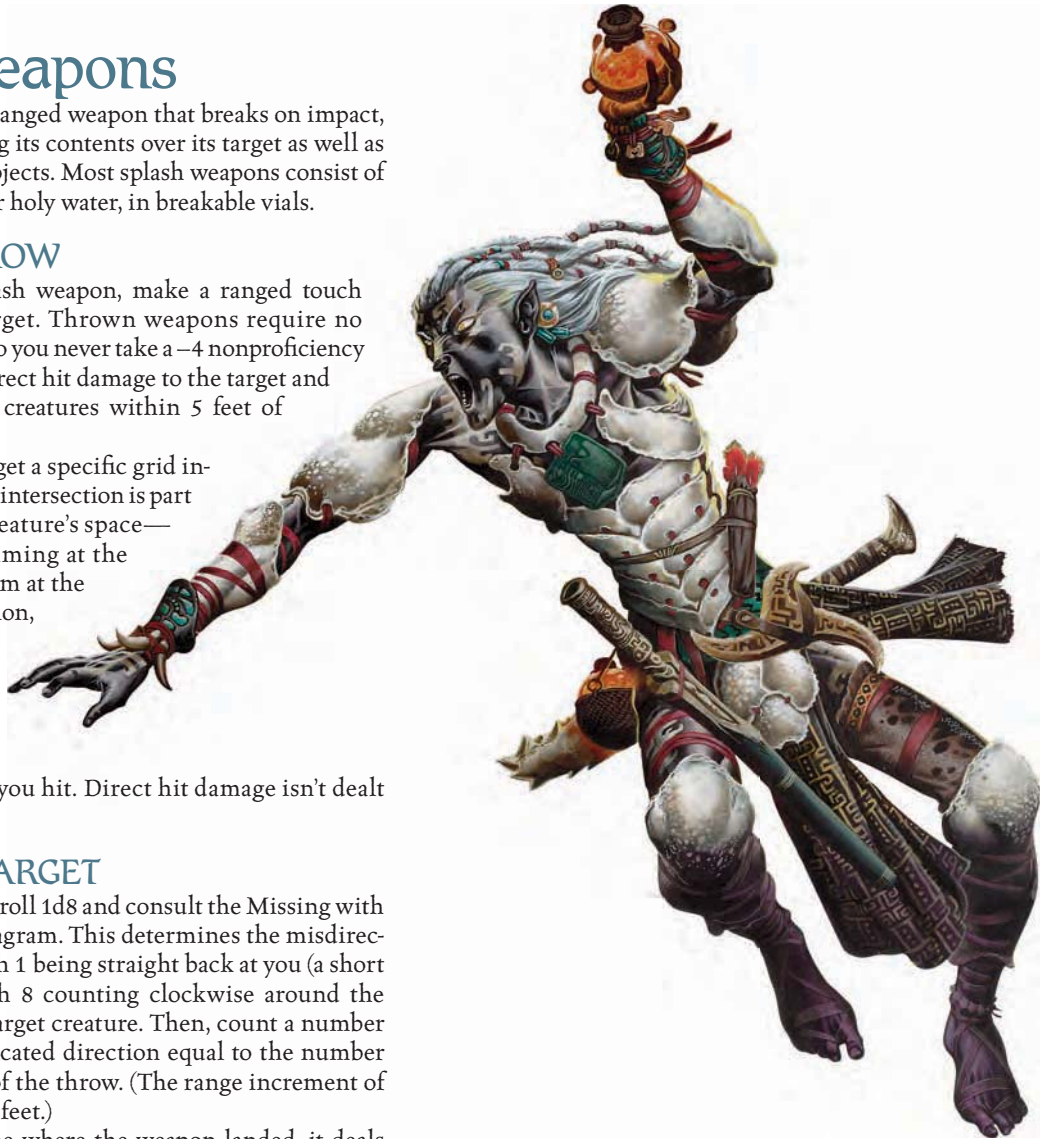 eapons
anged weapon that breaks on impact,
g its contents over its target as well as
jects. Most splash weapons consist of
r holy water, in breakable vials.
OW
sh weapon, make a ranged touch
rget. Thrown weapons require no
o you never take a –4 nonproficiency
rect hit damage to the target and
creatures within 5 feet of
get a specific grid in-
intersection is part
eature's space—
ming at the
m at the
ion,
you hit. Direct hit damage isn't dealt
ARGET
roll 1d8 and consult the Missing with
agram. This determines the misdirec-
h 1 being straight back at you (a short
h 8 counting clockwise around the
arget creature. Then, count a number
cated direction equal to the number
of the throw. (The range increment of
feet.)
e where the weapon landed, it deals